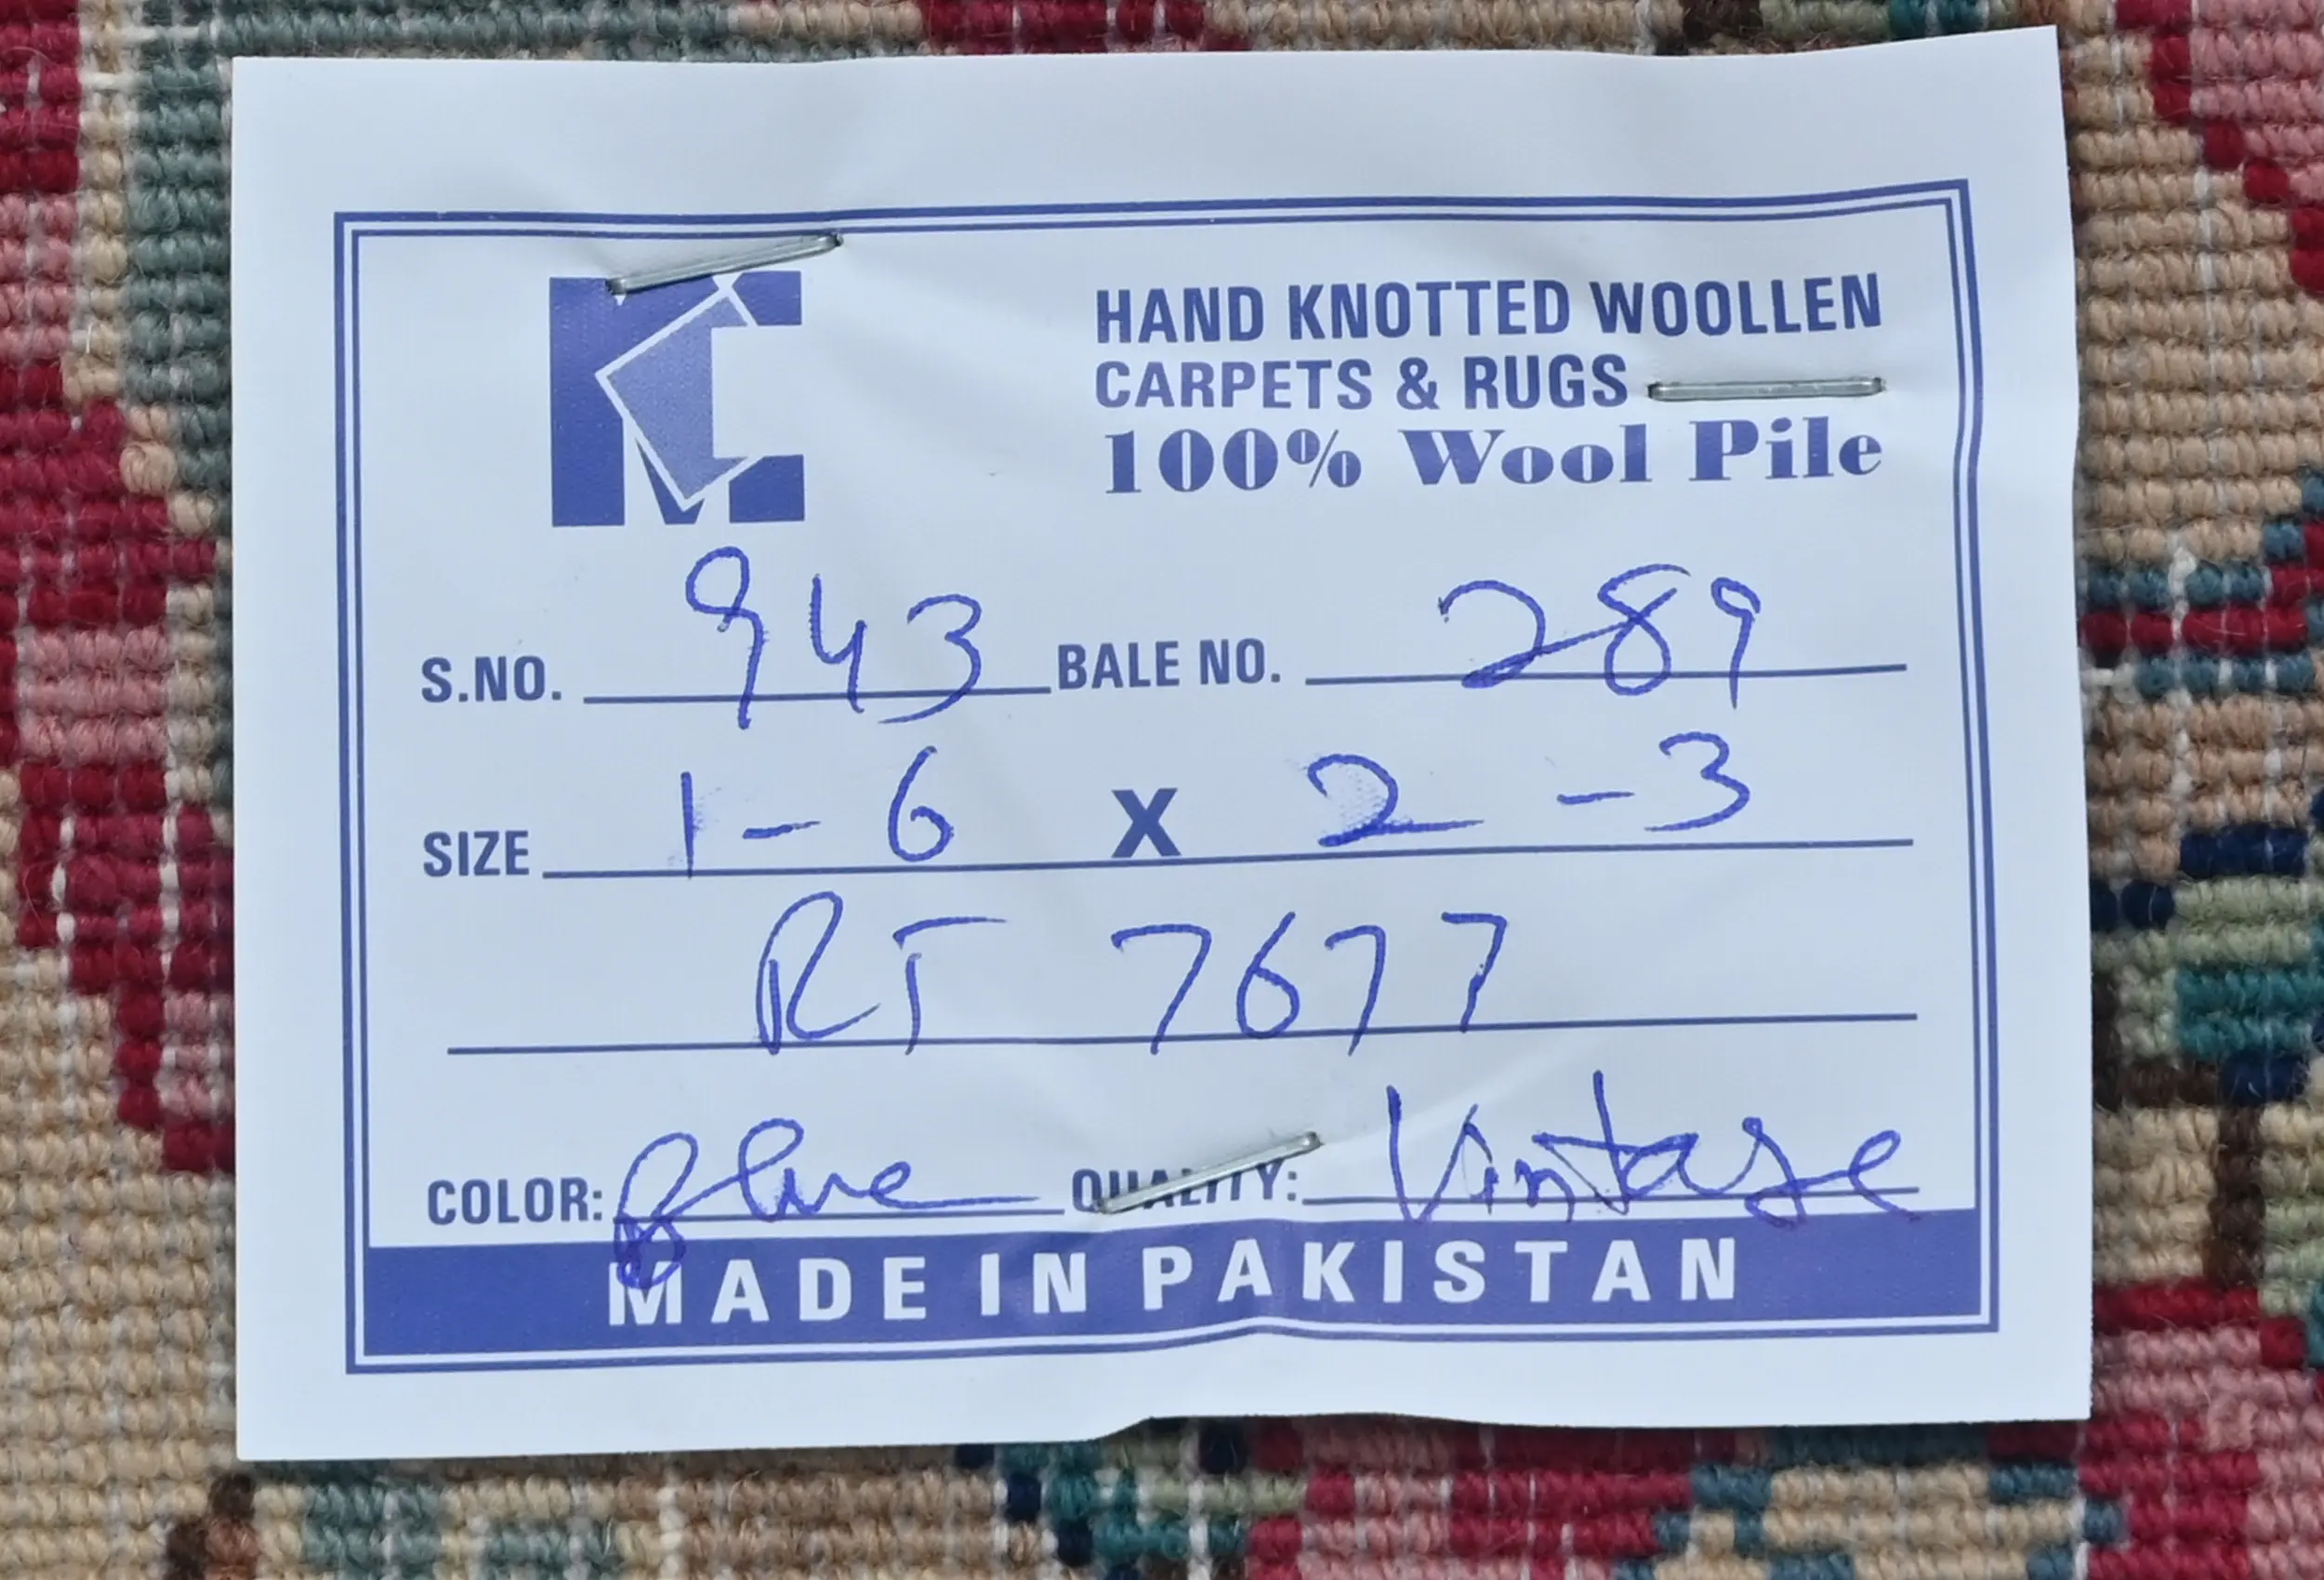 KC
HAND KNOTTED WOOLLEN
CARPETS & RUGS
100% Wool Pile
S.NO. 943 BALE NO. 289
SIZE 1-6 X 2-3
RT 7677
COLOR: Blue QUALITY: Vintage
MADE IN PAKISTAN